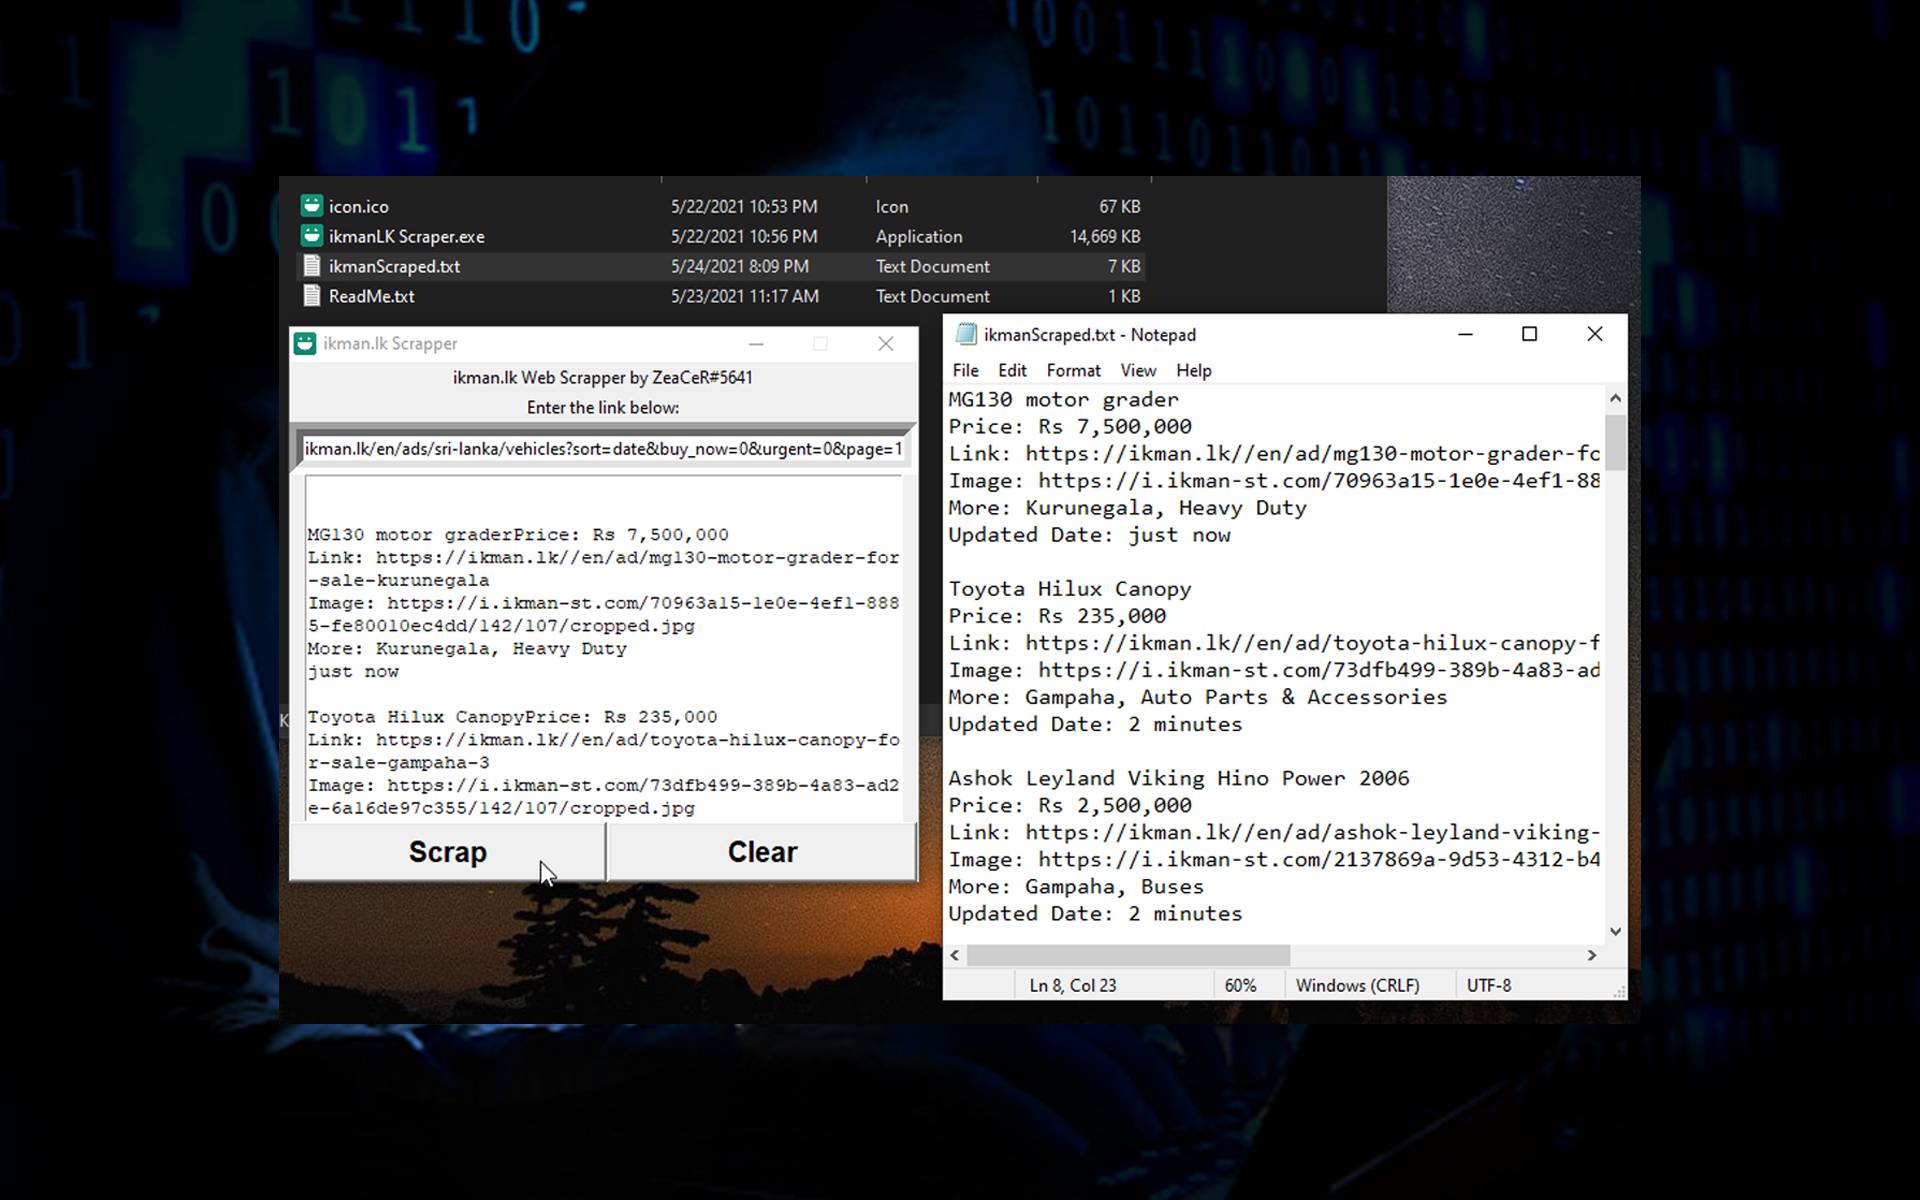 icon.ico 5/22/2021 10:53 PM Icon 67 KB
ikmanLK Scraper.exe 5/22/2021 10:56 PM Application 14,669 KB
ikmanScraped.txt 5/24/2021 8:09 PM Text Document 7 KB
ReadMe.txt 5/23/2021 11:17 AM Text Document 1 KB
ikman.lk Scrapper
ikman.lk Web Scrapper by ZeaCeR#5641
Enter the link below:
ikman.lk/en/ads/sri-lanka/vehicles?sort=date&buy_now=0&urgent=0&page=1
MG130 motor graderPrice: Rs 7,500,000
Link: https://ikman.lk//en/ad/mg130-motor-grader-for
-sale-kurunegala
Image: https://i.ikman-st.com/70963a15-1e0e-4ef1-888
5-fe80010ec4dd/142/107/cropped.jpg
More: Kurunegala, Heavy Duty
just now
Toyota Hilux CanopyPrice: Rs 235,000
Link: https://ikman.lk//en/ad/toyota-hilux-canopy-fo
r-sale-gampaha-3
Image: https://i.ikman-st.com/73dfb499-389b-4a83-ad2
e-6a16de97c355/142/107/cropped.jpg
Scrap Clear
ikmanScraped.txt - Notepad
File Edit Format View Help
MG130 motor grader
Price: Rs 7,500,000
Link: https://ikman.lk//en/ad/mg130-motor-grader-fo
Image: https://i.ikman-st.com/70963a15-1e0e-4ef1-88
More: Kurunegala, Heavy Duty
Updated Date: just now
Toyota Hilux Canopy
Price: Rs 235,000
Link: https://ikman.lk//en/ad/toyota-hilux-canopy-f
Image: https://i.ikman-st.com/73dfb499-389b-4a83-ad
More: Gampaha, Auto Parts & Accessories
Updated Date: 2 minutes
Ashok Leyland Viking Hino Power 2006
Price: Rs 2,500,000
Link: https://ikman.lk//en/ad/ashok-leyland-viking-
Image: https://i.ikman-st.com/2137869a-9d53-4312-b4
More: Gampaha, Buses
Updated Date: 2 minutes
Ln 8, Col 23 60% Windows (CRLF) UTF-8